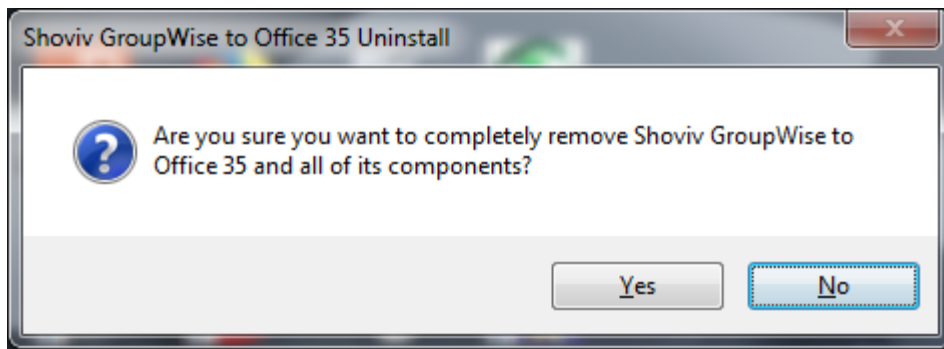 Shoviv GroupWise to Office 35 Uninstall
Are you sure you want to completely remove Shoviv GroupWise to
Office 35 and all of its components?
Yes
No